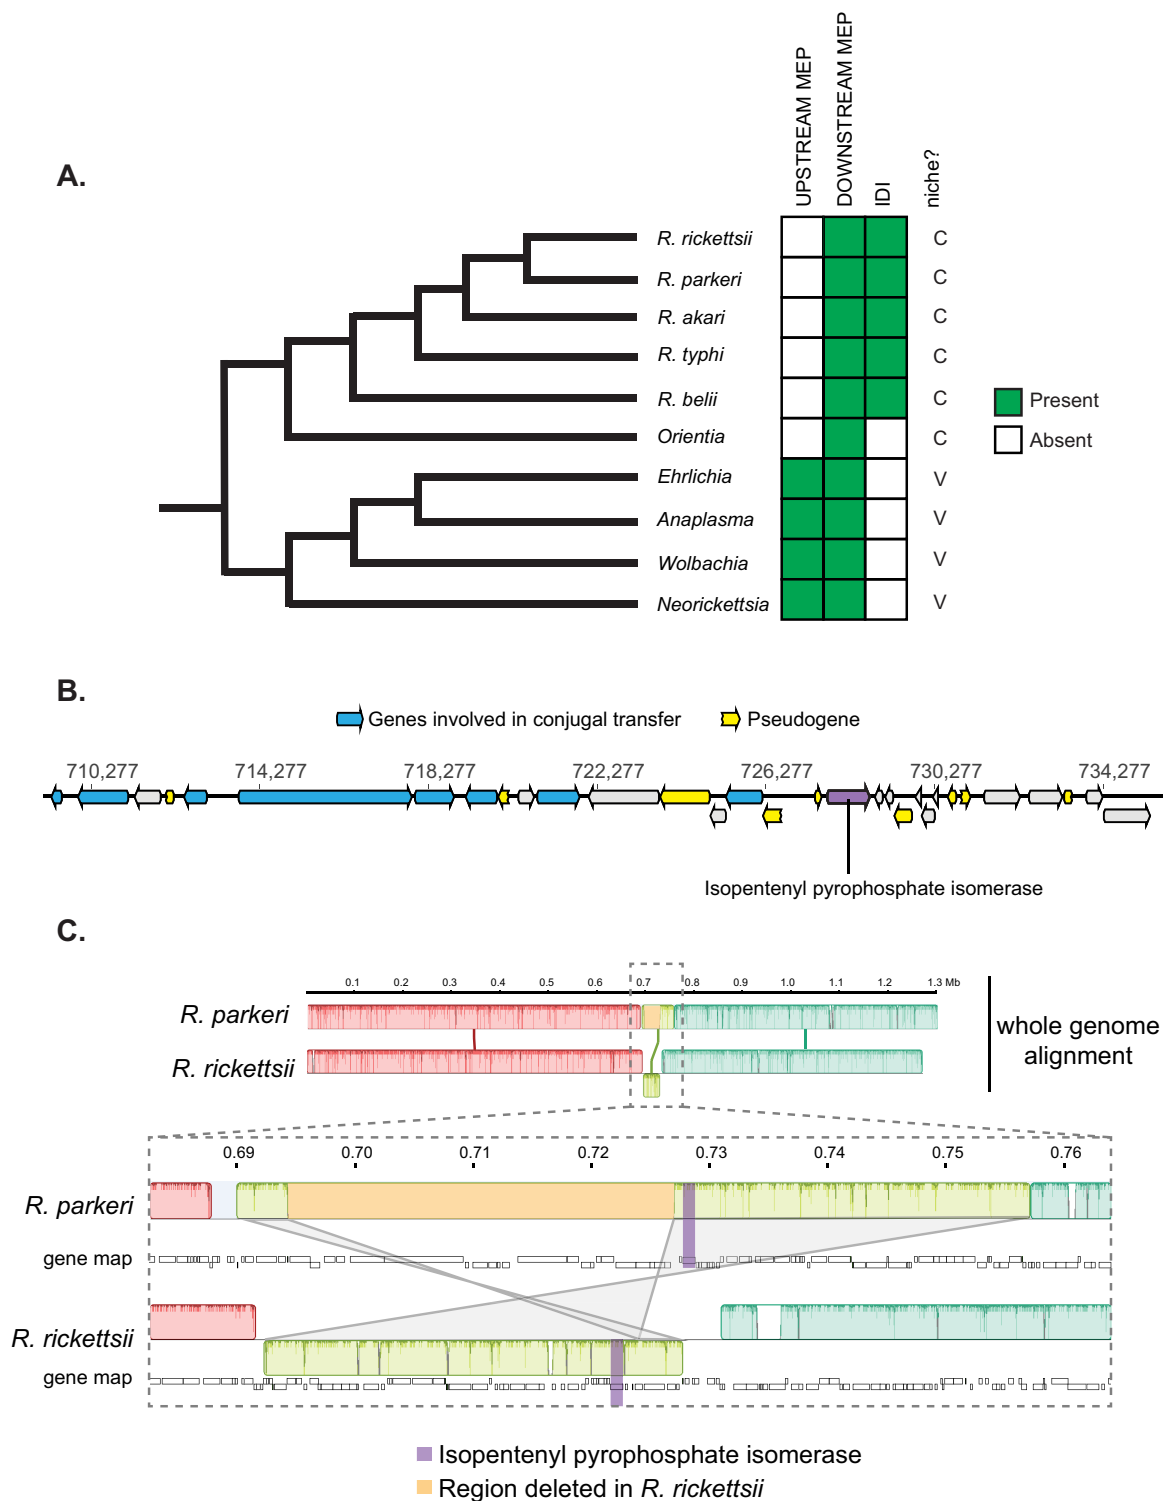 A.
UPSTREAM MEP
DOWNSTREAM MEP
IDI
niche?
R. rickettsii C
R. parkeri C
R. akari C
R. typhi C
R. belii C
Orientia C
Ehrlichia V
Anaplasma V
Wolbachia V
Neorickettsia V
Present
Absent
B.
Genes involved in conjugal transfer Pseudogene
710,277 714,277 718,277 722,277 726,277 730,277 734,277
Isopentenyl pyrophosphate isomerase
C.
0.1 0.2 0.3 0.4 0.5 0.6 0.7 0.8 0.9 1.0 1.1 1.2 1.3 Mb
R. parkeri
R. rickettsii
whole genome
alignment
0.69 0.70 0.71 0.72 0.73 0.74 0.75 0.76
R. parkeri
gene map
R. rickettsii
gene map
Isopentenyl pyrophosphate isomerase
Region deleted in R. rickettsii